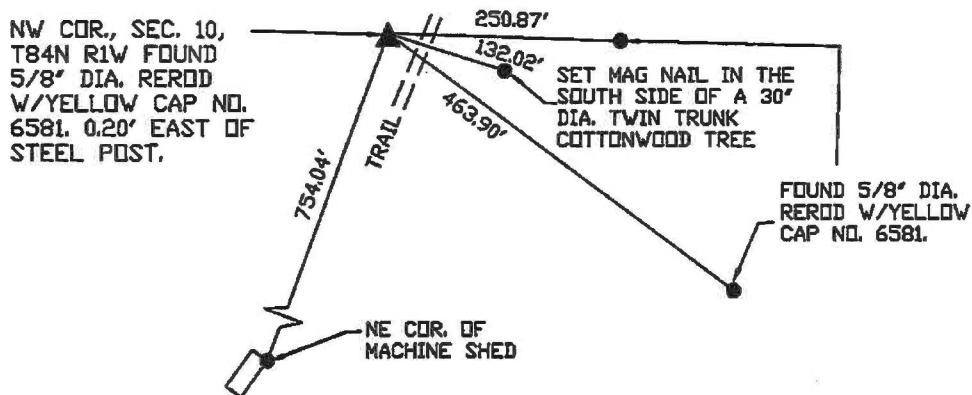 NW COR., SEC. 10,
T84N R1W FOUND
5/8" DIA. REROD
W/YELLOW CAP NO.
6581. 0.20' EAST OF
STEEL POST.
250.87'
132.02'
463.90'
TRAIL
754.04'
SET MAG NAIL IN THE
SOUTH SIDE OF A 30"
DIA. TWIN TRUNK
COTTONWOOD TREE
FOUND 5/8" DIA.
REROD W/YELLOW
CAP NO. 6581.
NE COR. OF
MACHINE SHED